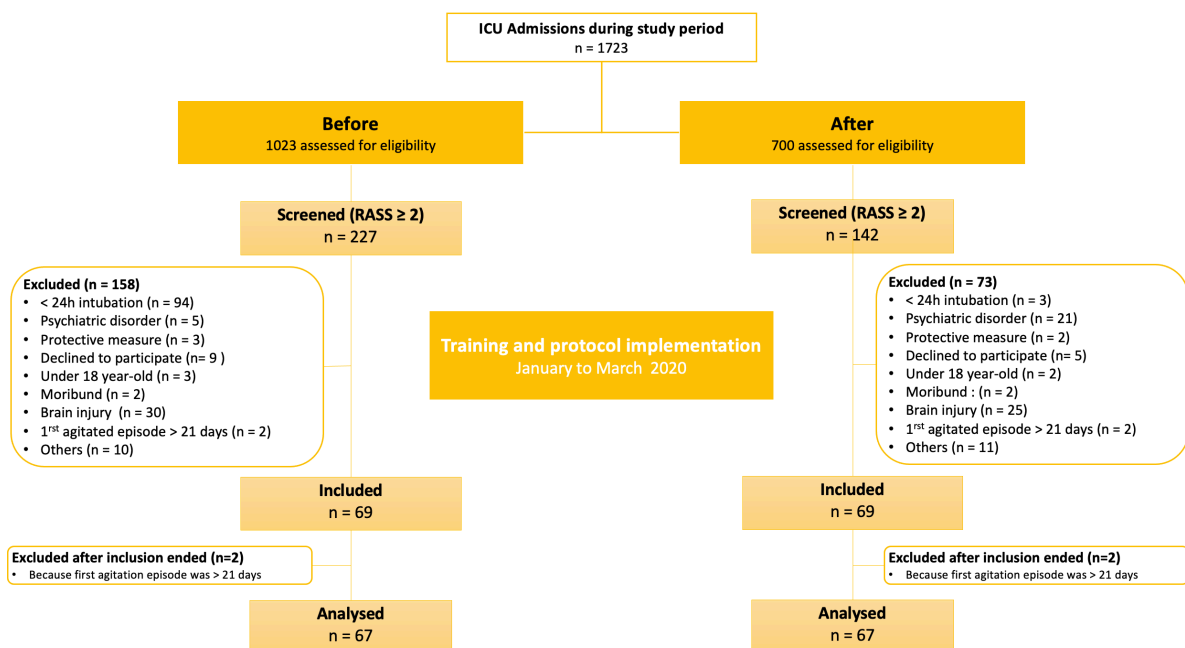 ICU Admissions during study period
n = 1723
Before
1023 assessed for eligibility
After
700 assessed for eligibility
Screened (RASS ≥ 2)
n = 227
Screened (RASS ≥ 2)
n = 142
Excluded (n = 158)
• < 24h intubation (n = 94)
• Psychiatric disorder (n = 5)
• Protective measure (n = 3)
• Declined to participate (n= 9 )
• Under 18 year-old (n = 3)
• Moribund (n = 2)
• Brain injury  (n = 30)
• 1rst agitated episode > 21 days (n = 2)
• Others (n = 10)
Training and protocol implementation
January to March  2020
Excluded (n = 73)
• < 24h intubation (n = 3)
• Psychiatric disorder (n = 21)
• Protective measure (n = 2)
• Declined to participate (n= 5)
• Under 18 year-old (n = 2)
• Moribund : (n = 2)
• Brain injury (n = 25)
• 1rst agitated episode > 21 days (n = 2)
• Others (n = 11)
Included
n = 69
Included
n = 69
Excluded after inclusion ended (n=2)
• Because first agitation episode was > 21 days
Excluded after inclusion ended (n=2)
• Because first agitation episode was > 21 days
Analysed
n = 67
Analysed
n = 67